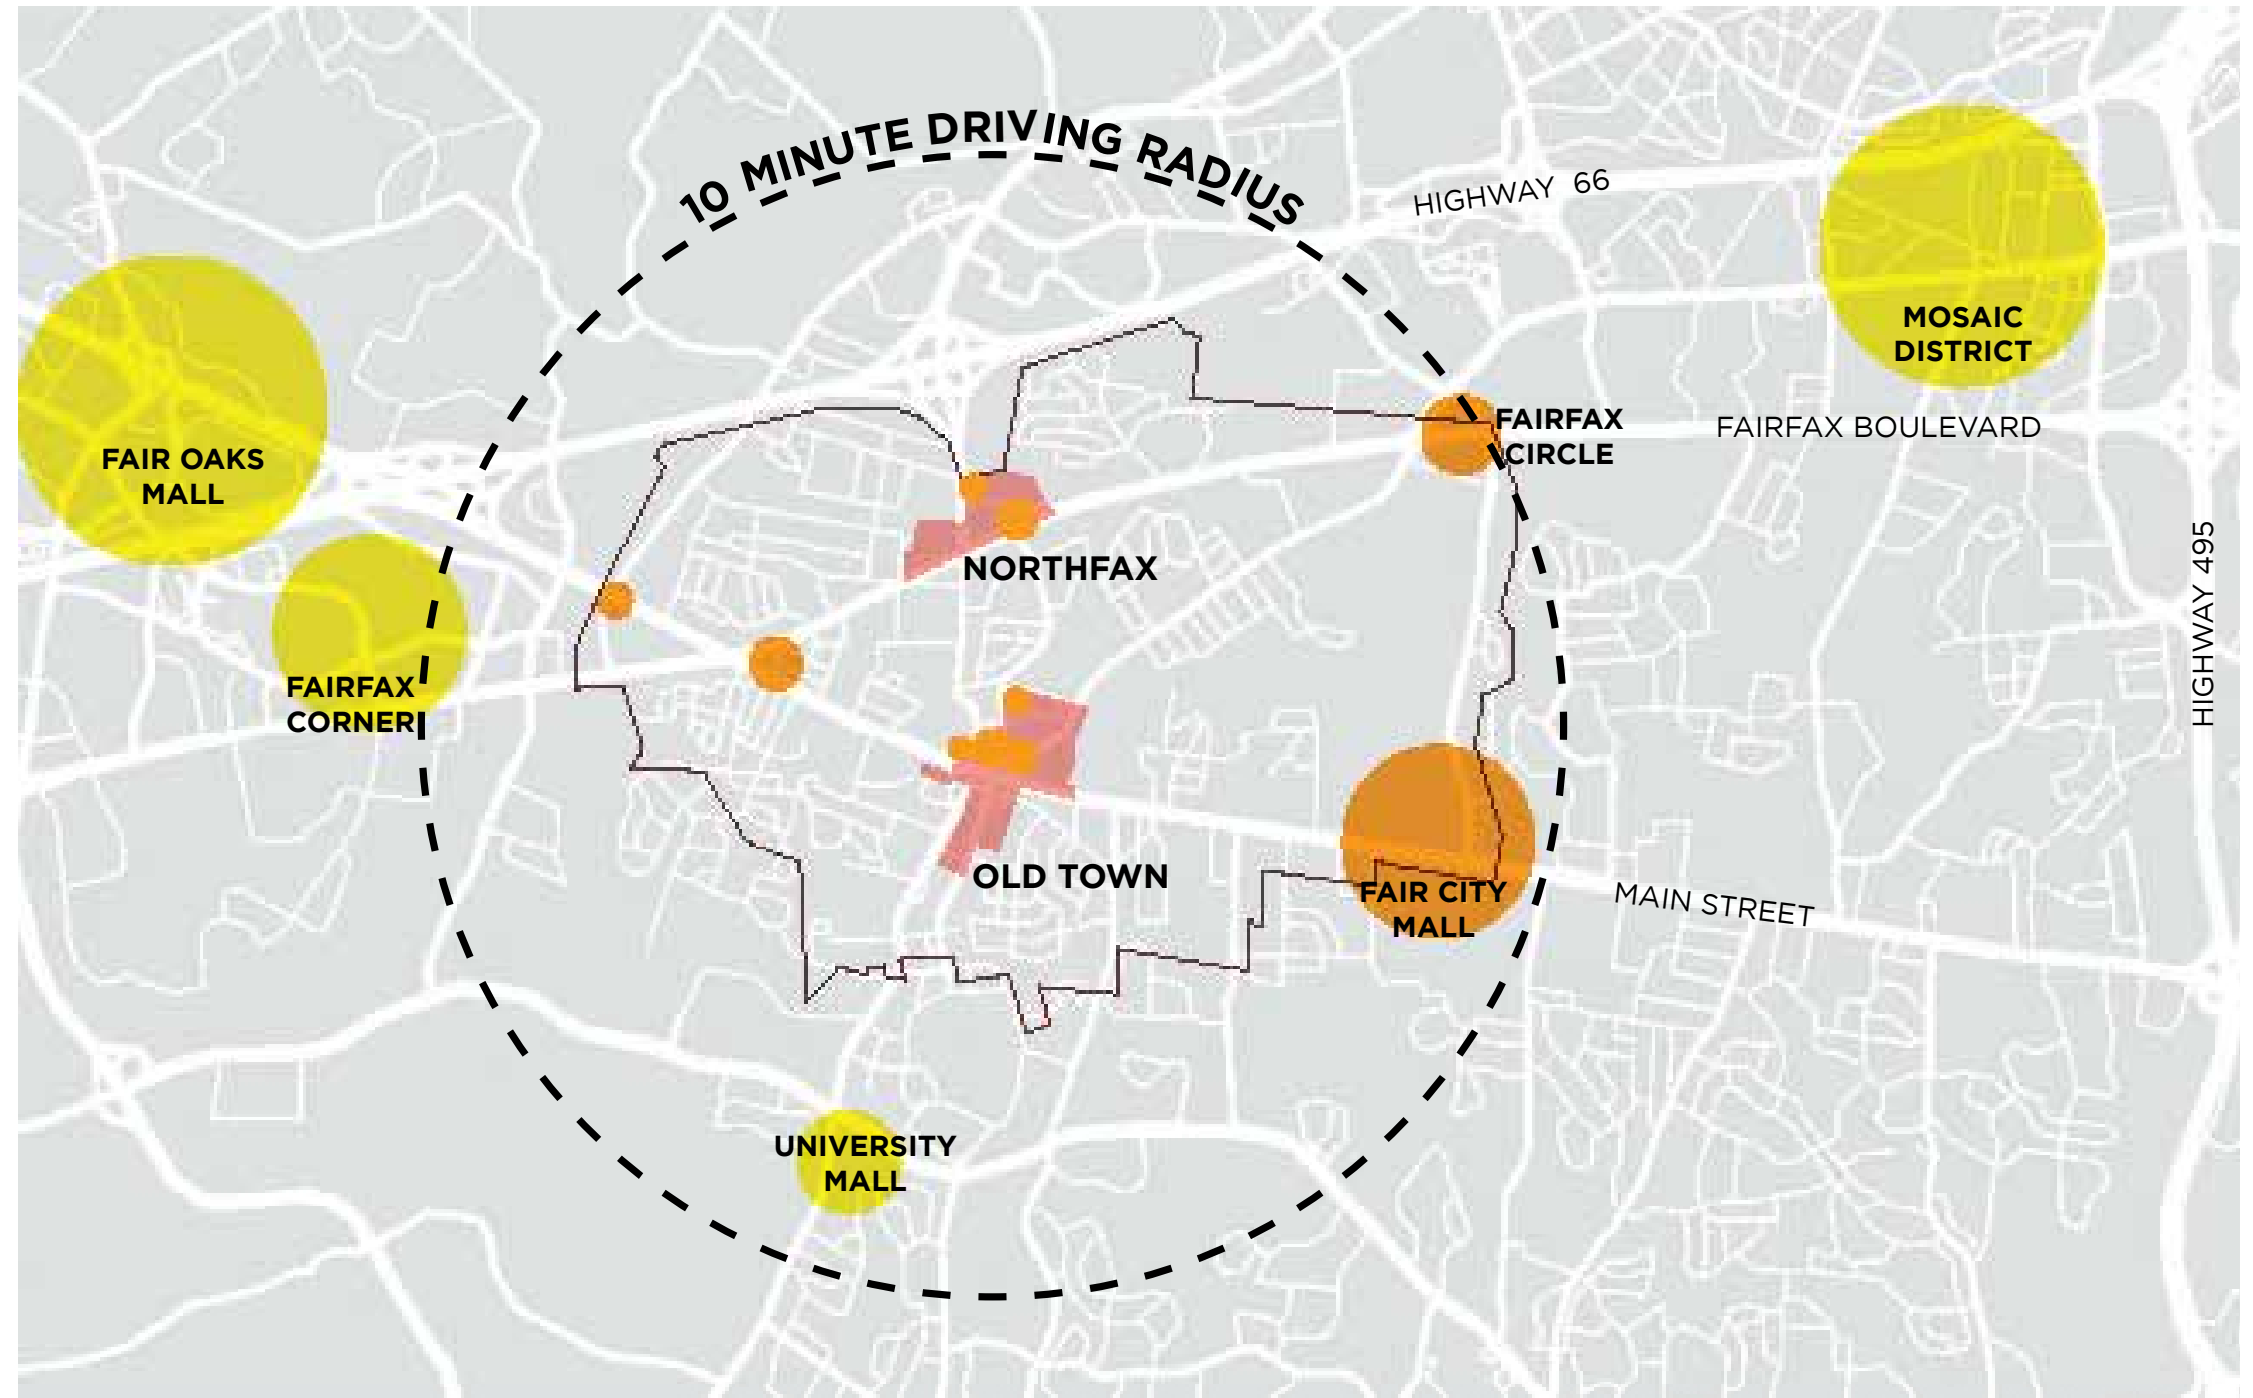 10 MINUTE DRIVING RADIUS
HIGHWAY 66
MOSAIC
DISTRICT
FAIRFAX
CIRCLE
FAIRFAX BOULEVARD
FAIR OAKS
MALL
NORTHFAX
HIGHWAY 495
FAIRFAX
CORNER
OLD TOWN
FAIR CITY
MALL
MAIN STREET
UNIVERSITY
MALL